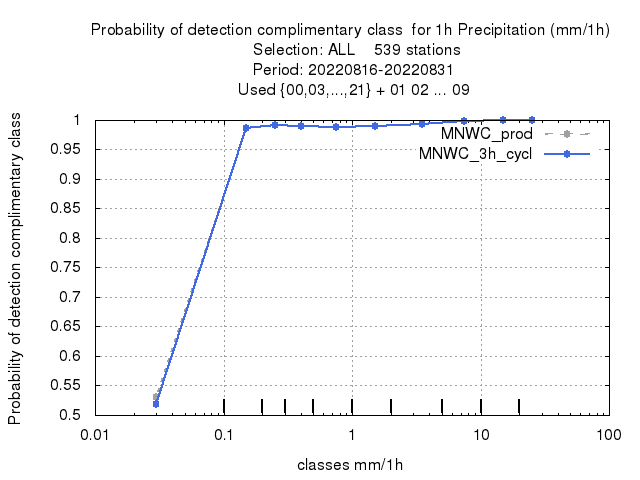 Probability of detection complimentary class  for 1h Precipitation (mm/1h)
Selection: ALL    539 stations
Period: 20220816-20220831
Used {00,03,...,21} + 01 02 ... 09
Probability of detection complimentary class
1
0.95
0.9
0.85
0.8
0.75
0.7
0.65
0.6
0.55
0.5
MNWC_prod
MNWC_3h_cycl
0.01 0.1 1 10 100
classes mm/1h